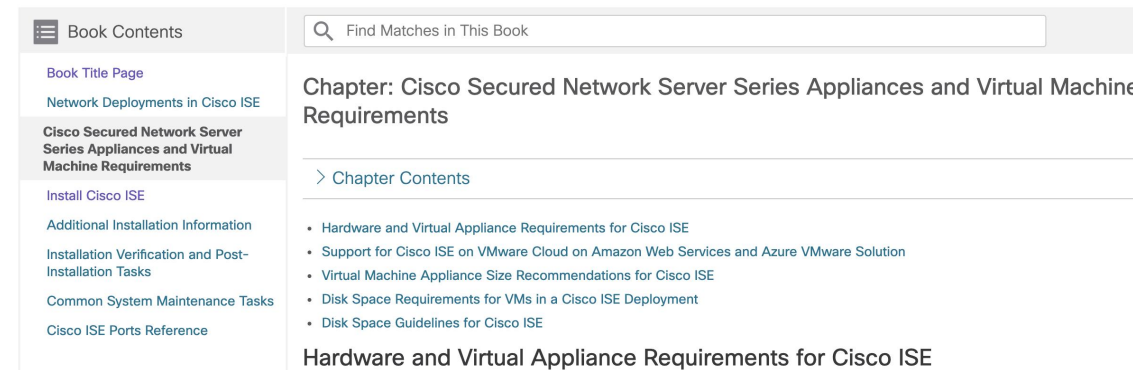 Book Contents
Find Matches in This Book
Book Title Page
Network Deployments in Cisco ISE
Cisco Secured Network Server
Series Appliances and Virtual
Machine Requirements
Install Cisco ISE
Additional Installation Information
Installation Verification and Post-
Installation Tasks
Common System Maintenance Tasks
Cisco ISE Ports Reference
Chapter: Cisco Secured Network Server Series Appliances and Virtual Machine
Requirements
Chapter Contents
• Hardware and Virtual Appliance Requirements for Cisco ISE
• Support for Cisco ISE on VMware Cloud on Amazon Web Services and Azure VMware Solution
• Virtual Machine Appliance Size Recommendations for Cisco ISE
• Disk Space Requirements for VMs in a Cisco ISE Deployment
• Disk Space Guidelines for Cisco ISE
Hardware and Virtual Appliance Requirements for Cisco ISE